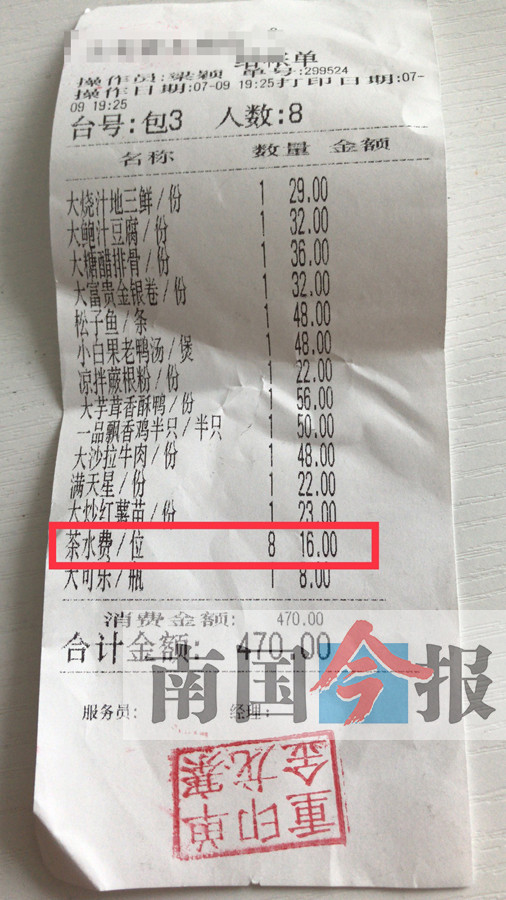 结帐单
操作员:梁颖 单号:299524
操作日期:07-09 19:25打印日期:07-
09 19:25
台号:包3 人数:8
名称 数量 金额
大烧汁地三鲜/份 1 29.00
大鲍汁豆腐/份 1 32.00
大糖醋排骨/份 1 36.00
大富贵金银卷/份 1 32.00
松子鱼/条 1 48.00
小白果老鸭汤/煲 1 48.00
凉拌蕨根粉/份 1 22.00
大芋茸香酥鸭/份 1 56.00
一品飘香鸡半只/半只 1 50.00
大沙拉牛肉/份 1 48.00
满天星/份 1 22.00
大炒红薯苗/份 1 23.00
茶水费/位 8 16.00
大可乐/瓶 1 8.00
消费金额: 470.00
合计金额: 470.00
南国今报
服务员: 经理:
金龙寨
重印单